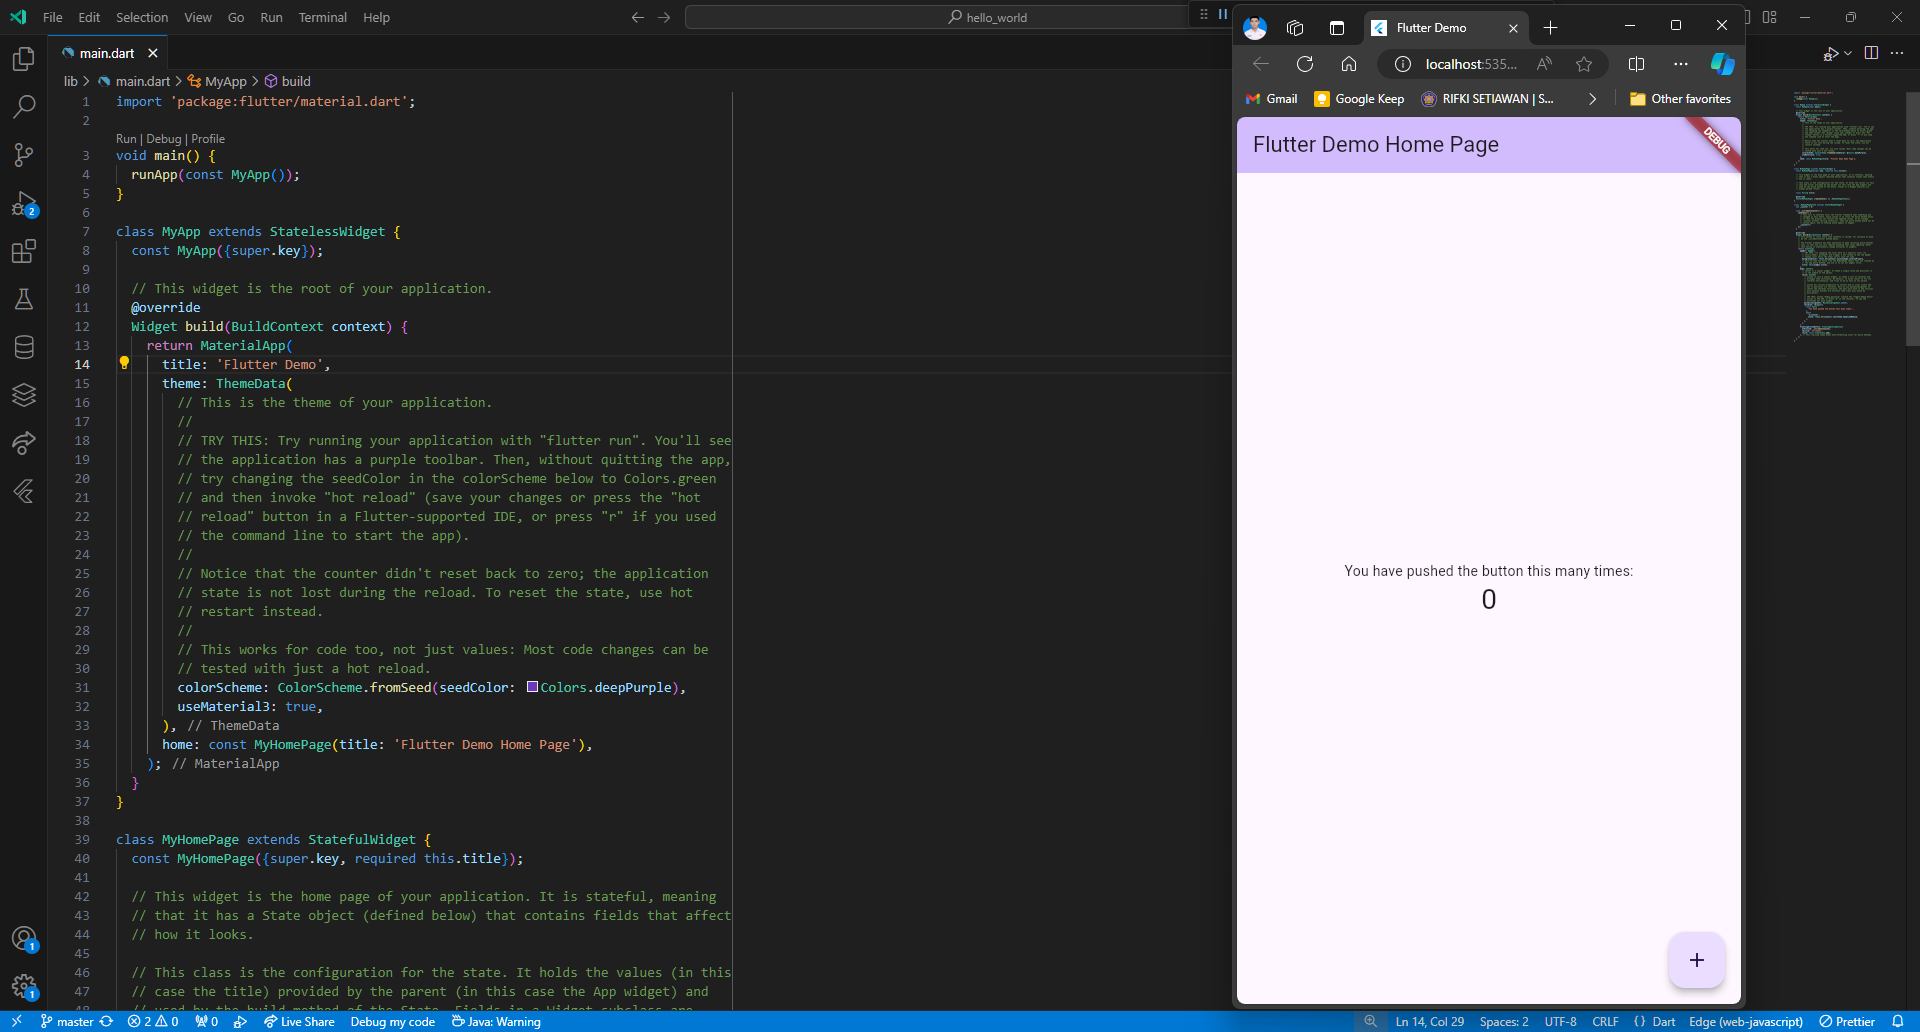 File Edit Selection View Go Run Terminal Help
hello_world
main.dart
lib > main.dart > MyApp > build
1 import 'package:flutter/material.dart';
2
Run | Debug | Profile
3 void main() {
4 runApp(const MyApp());
5 }
6
7 class MyApp extends StatelessWidget {
8 const MyApp({super.key});
9
10 // This widget is the root of your application.
11 @override
12 Widget build(BuildContext context) {
13 return MaterialApp(
14 title: 'Flutter Demo',
15 theme: ThemeData(
16 // This is the theme of your application.
17 //
18 // TRY THIS: Try running your application with "flutter run". You'll see
19 // the application has a purple toolbar. Then, without quitting the app,
20 // try changing the seedColor in the colorScheme below to Colors.green
21 // and then invoke "hot reload" (save your changes or press the "hot
22 // reload" button in a Flutter-supported IDE, or press "r" if you used
23 // the command line to start the app).
24 //
25 // Notice that the counter didn't reset back to zero; the application
26 // state is not lost during the reload. To reset the state, use hot
27 // restart instead.
28 //
29 // This works for code too, not just values: Most code changes can be
30 // tested with just a hot reload.
31 colorScheme: ColorScheme.fromSeed(seedColor: Colors.deepPurple),
32 useMaterial3: true,
33 ), // ThemeData
34 home: const MyHomePage(title: 'Flutter Demo Home Page'),
35 ); // MaterialApp
36 }
37 }
38
39 class MyHomePage extends StatefulWidget {
40 const MyHomePage({super.key, required this.title});
41
42 // This widget is the home page of your application. It is stateful, meaning
43 // that it has a State object (defined below) that contains fields that affect
44 // how it looks.
45
46 // This class is the configuration for the state. It holds the values (in this
47 // case the title) provided by the parent (in this case the App widget) and
48 // used by the build method of the State. Fields in a Widget subclass are
Flutter Demo
localhost:535...
Gmail Google Keep RIFKI SETIAWAN | S... Other favorites
Flutter Demo Home Page
DEBUG
You have pushed the button this many times:
0
+
2
1
1
master 2 0 0 Live Share Debug my code Java: Warning
Ln 14, Col 29 Spaces: 2 UTF-8 CRLF {} Dart Edge (web-javascript) Prettier